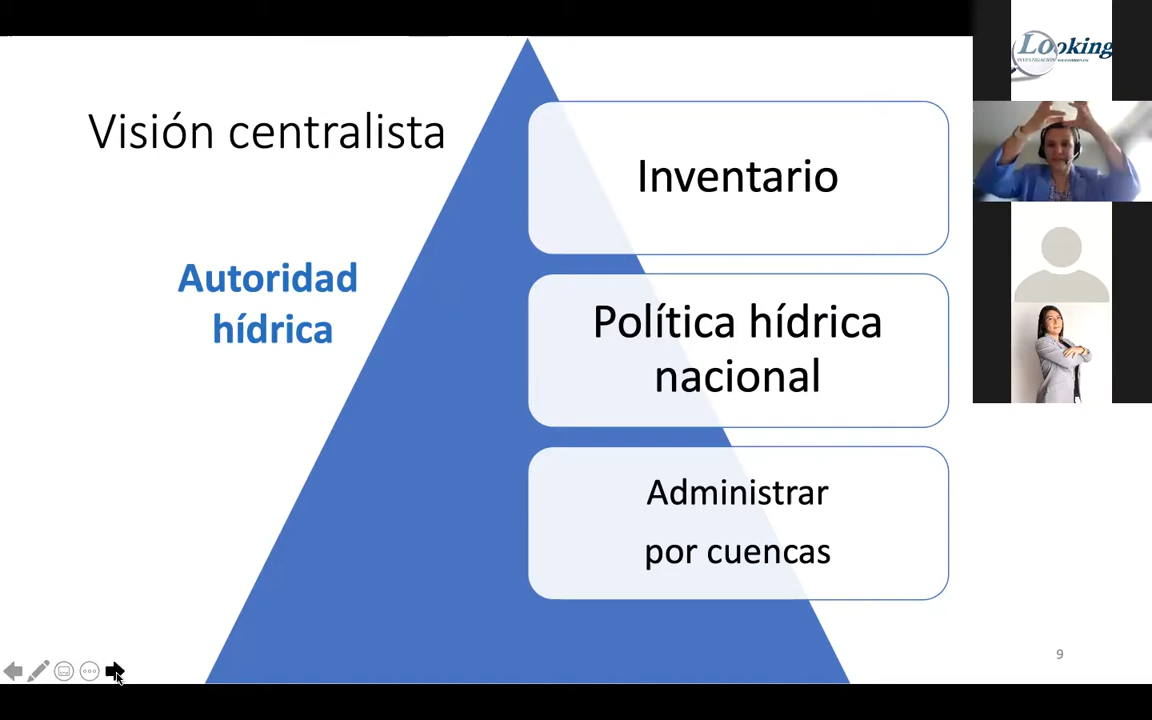 Visión centralista
Autoridad
hídrica
Inventario
Política hídrica
nacional
Administrar
por cuencas
9
Looking